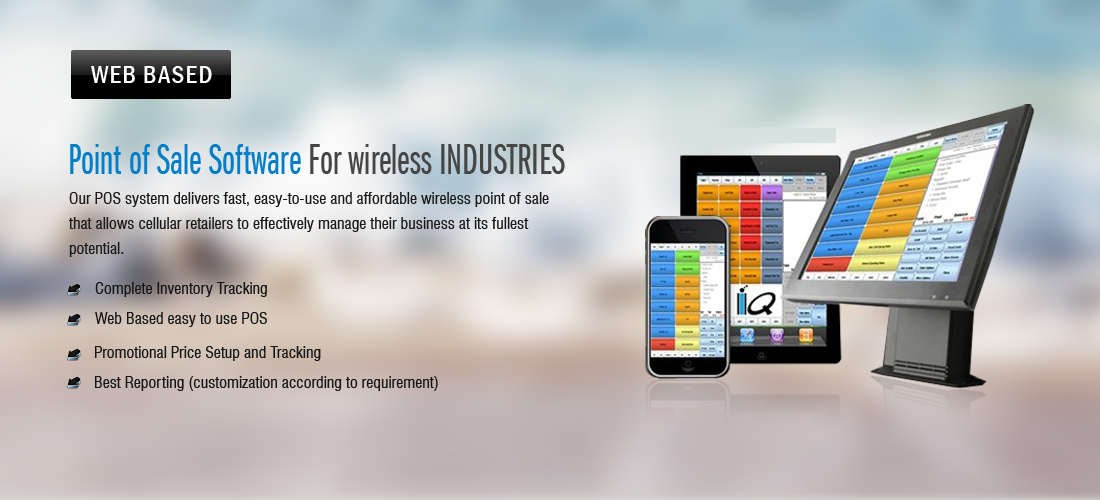 WEB BASED
Point of Sale Software For wireless INDUSTRIES
Our POS system delivers fast, easy-to-use and affordable wireless point of sale
that allows cellular retailers to effectively manage their business at its fullest
potential.
Complete Inventory Tracking
Web Based easy to use POS
Promotional Price Setup and Tracking
Best Reporting (customization according to requirement)
iQ